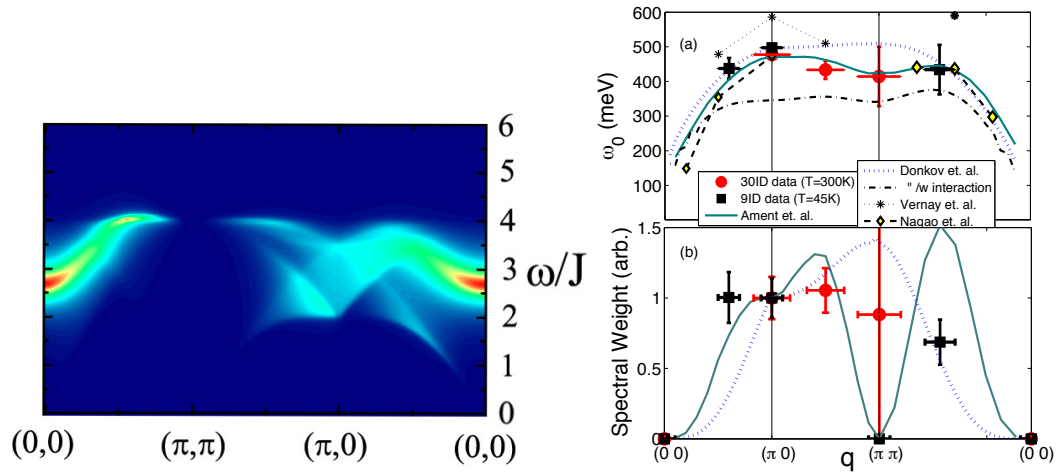 6
5
4
3
2
1
0
ω/J
(0,0)
(π,π)
(π,0)
(0,0)
(a)
600
500
400
300
200
100
ω₀ (meV)
30ID data (T=300K)
9ID data (T=45K)
Ament et. al.
Donkov et. al.
" /w interaction
Vernay et. al.
Nagao et. al.
(b)
1.5
1
0.5
0
Spectral Weight (arb.)
(0 0)
(π 0)
q
(π π)
(0 0)